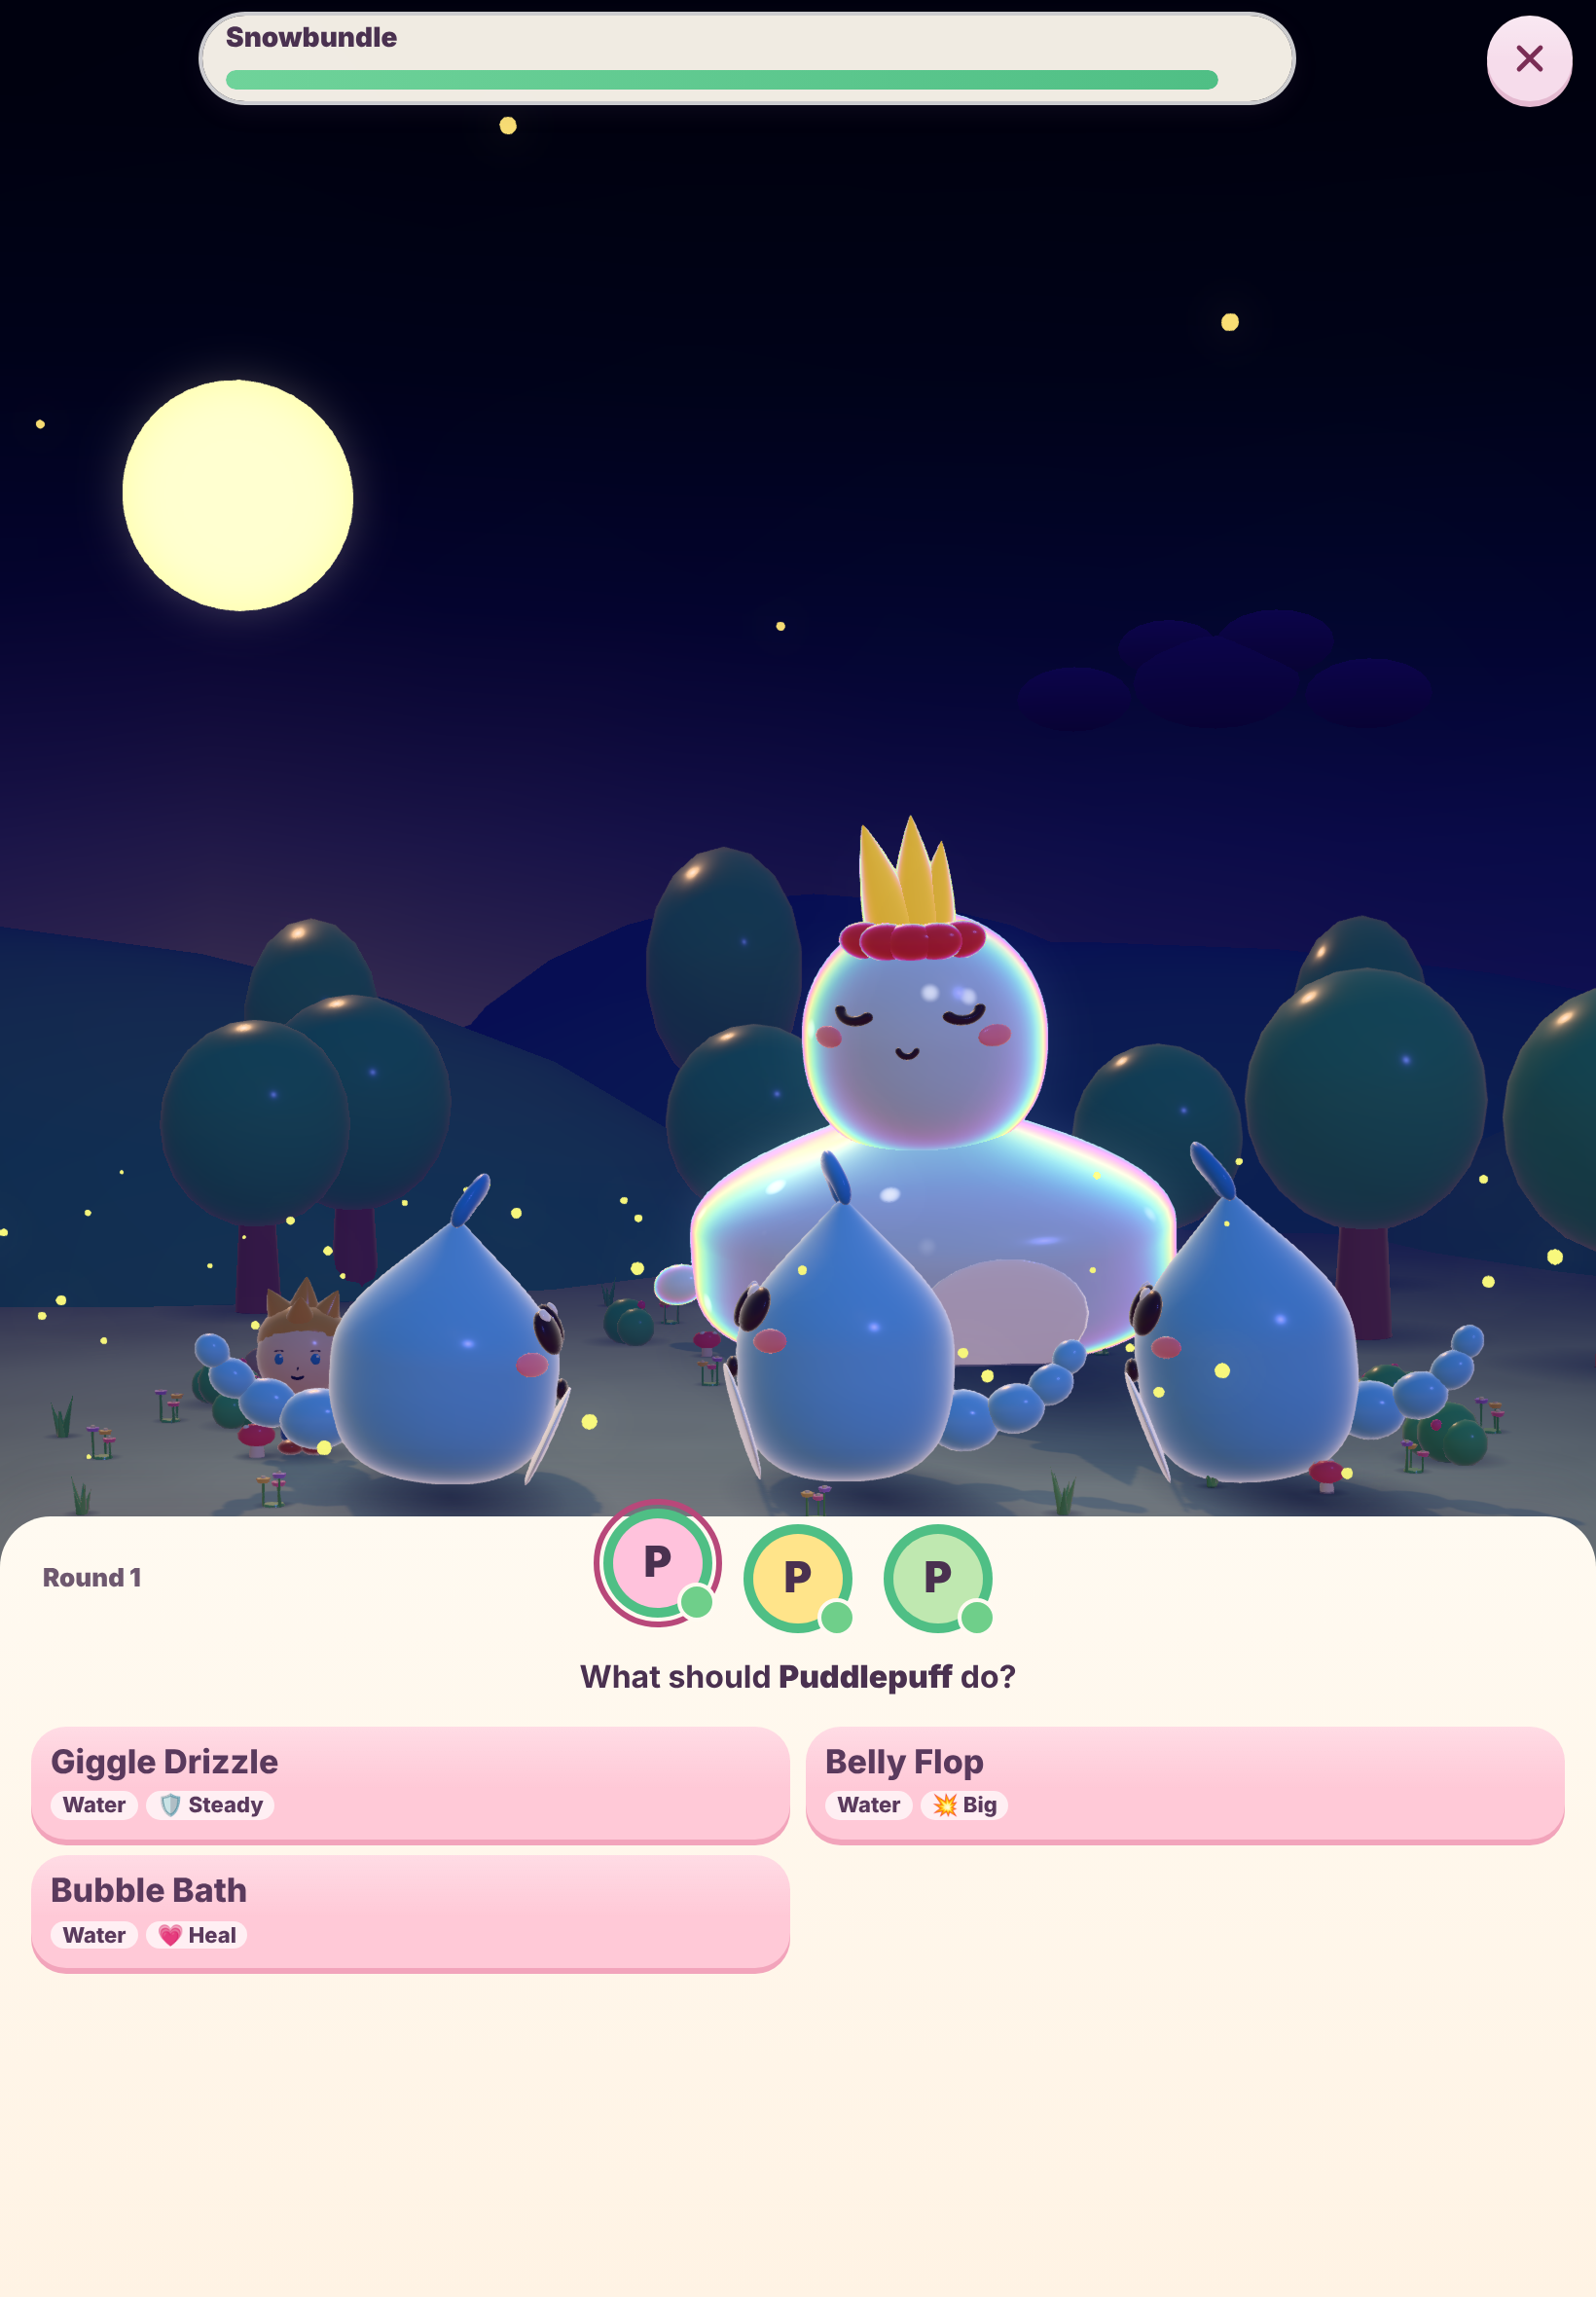 Snowbundle
Round 1
P
P
P
What should Puddlepuff do?
Giggle Drizzle
Water 🛡️ Steady
Belly Flop
Water 💥 Big
Bubble Bath
Water 💗 Heal